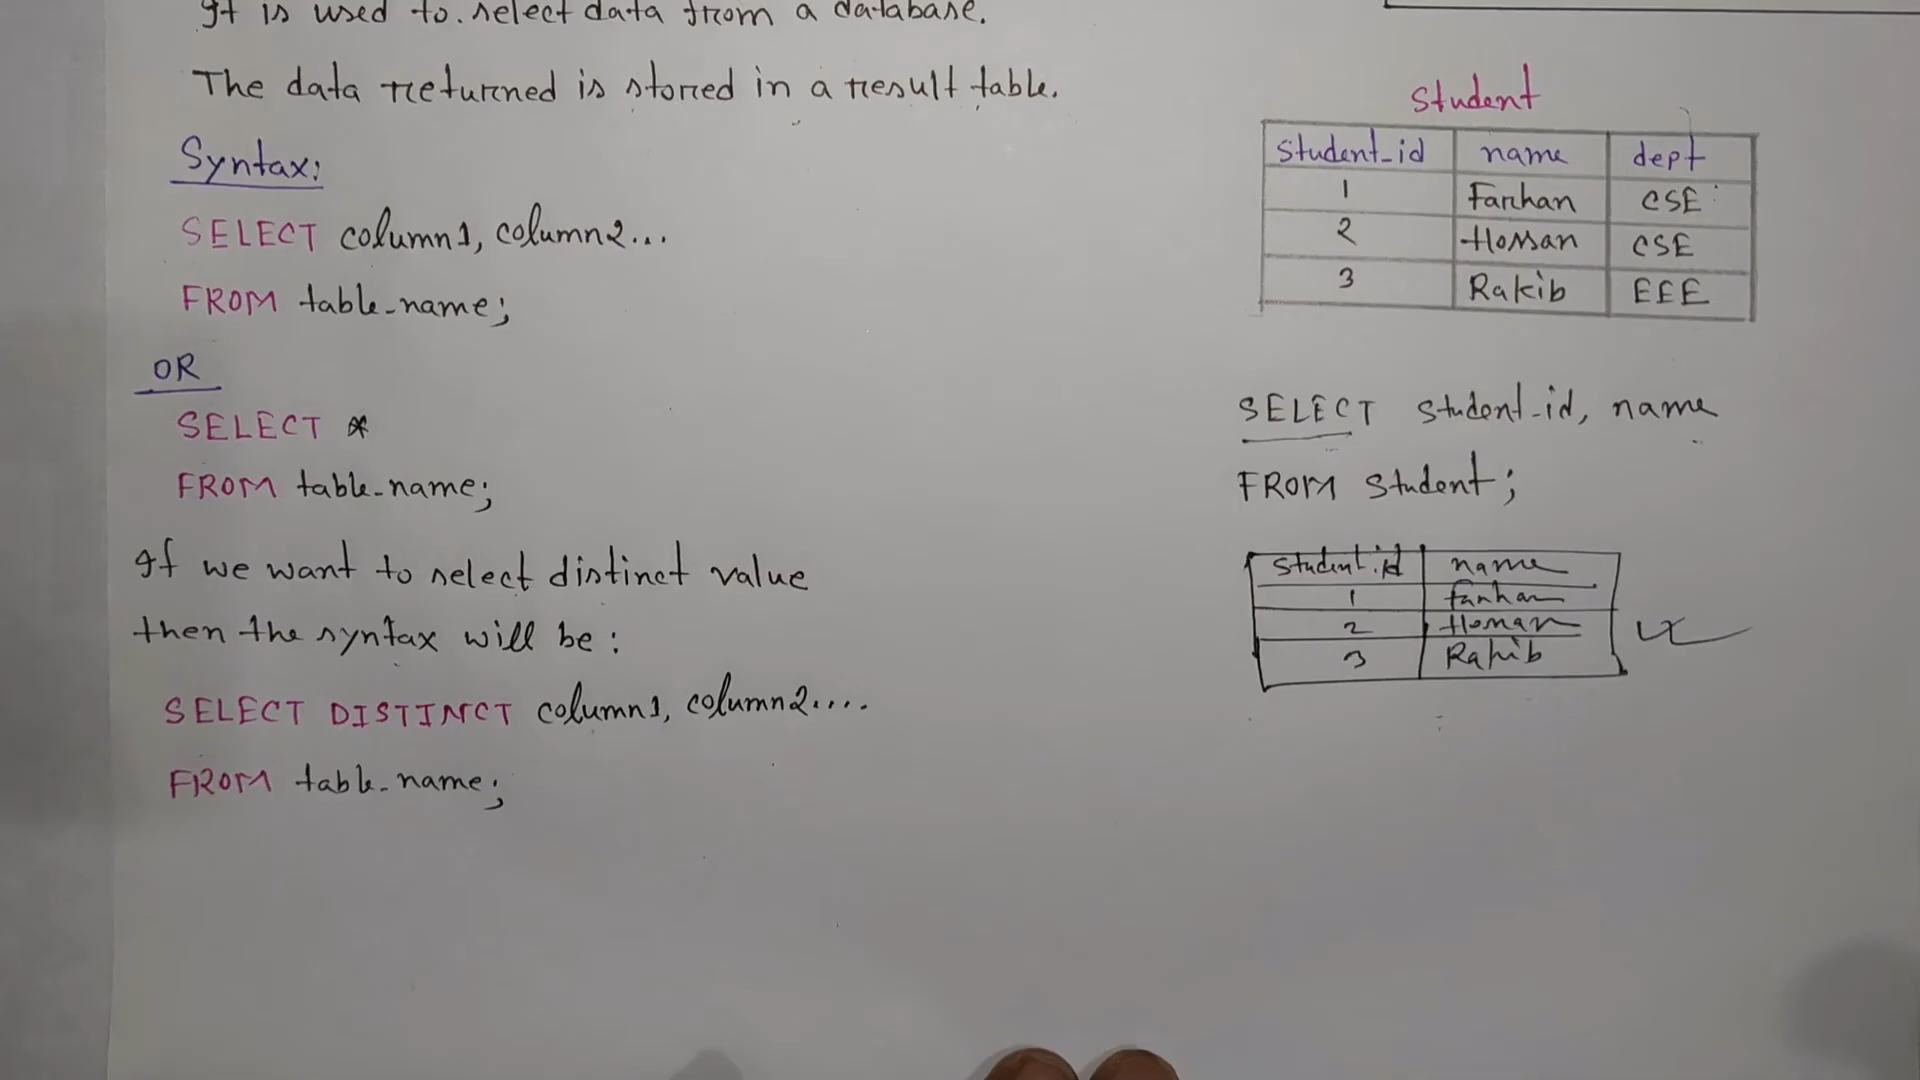 It is used to select data from a database.
The data returned is stored in a result table.
Syntax:
SELECT column1, column2...
FROM table_name;
OR
SELECT *
FROM table_name;
If we want to select distinct value
then the syntax will be:
SELECT DISTINCT column1, column2....
FROM table_name;
Student
Student_id name dept
1 Farhan CSE
2 Hossan CSE
3 Rakib EEE
SELECT student_id, name
FROM student;
student_id name
1 Farhan
2 Hossan
3 Rakib